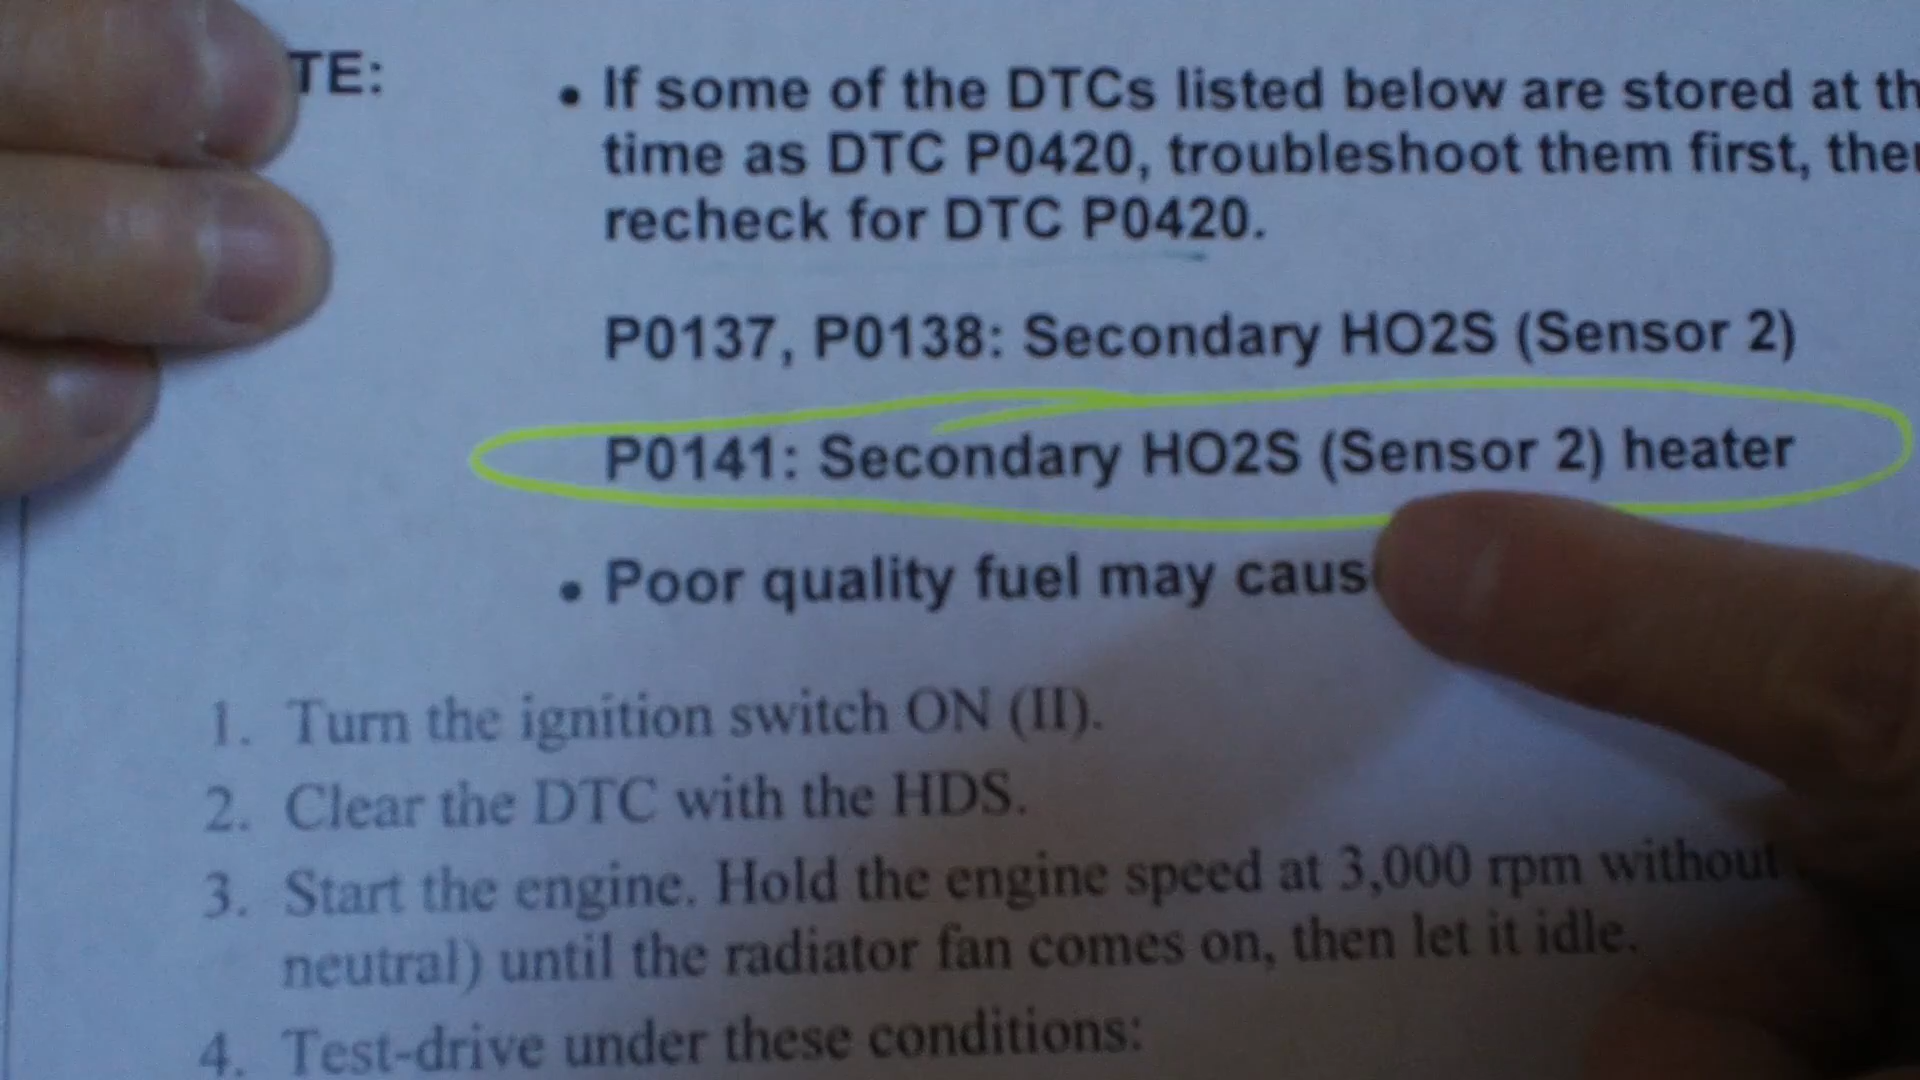 TE:
• If some of the DTCs listed below are stored at th
time as DTC P0420, troubleshoot them first, then
recheck for DTC P0420.
P0137, P0138: Secondary HO2S (Sensor 2)
P0141: Secondary HO2S (Sensor 2) heater
• Poor quality fuel may caus
1. Turn the ignition switch ON (II).
2. Clear the DTC with the HDS.
3. Start the engine. Hold the engine speed at 3,000 rpm without
neutral) until the radiator fan comes on, then let it idle.
4. Test-drive under these conditions: